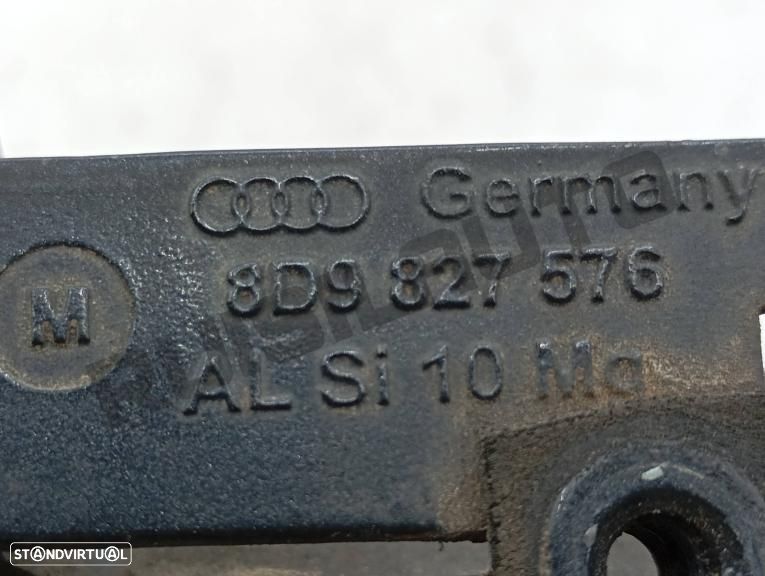 Germany
8D9 827 576
M
AL Si 10 Mg
STANDVIRTUAL